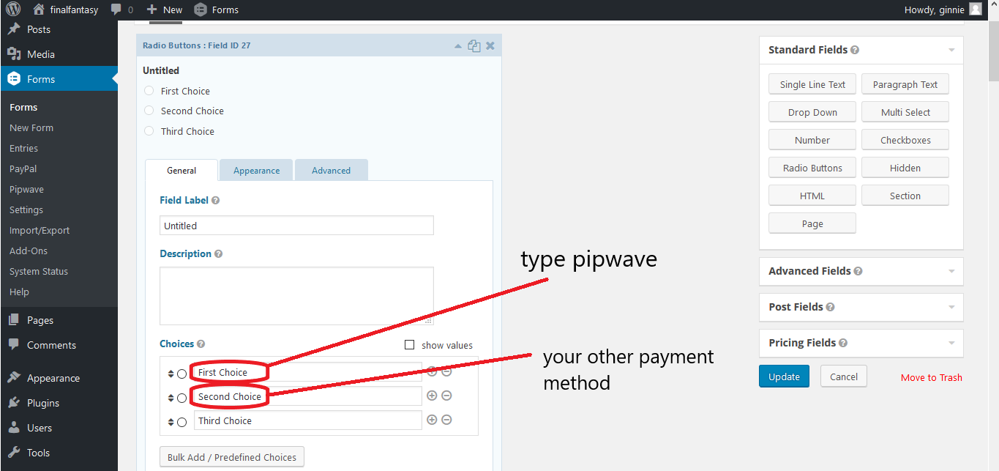 finalfantasy 0 New Forms Howdy, ginnie
Posts
Media
Forms
Forms
New Form
Entries
PayPal
Pipwave
Settings
Import/Export
Add-Ons
System Status
Help
Pages
Comments
Appearance
Plugins
Users
Tools
Radio Buttons : Field ID 27
Untitled
First Choice
Second Choice
Third Choice
General Appearance Advanced
Field Label ?
Untitled
Description ?
Choices ? show values
First Choice
Second Choice
Third Choice
Bulk Add / Predefined Choices
type pipwave
your other payment
method
Standard Fields ?
Single Line Text Paragraph Text
Drop Down Multi Select
Number Checkboxes
Radio Buttons Hidden
HTML Section
Page
Advanced Fields ?
Post Fields ?
Pricing Fields ?
Update Cancel Move to Trash